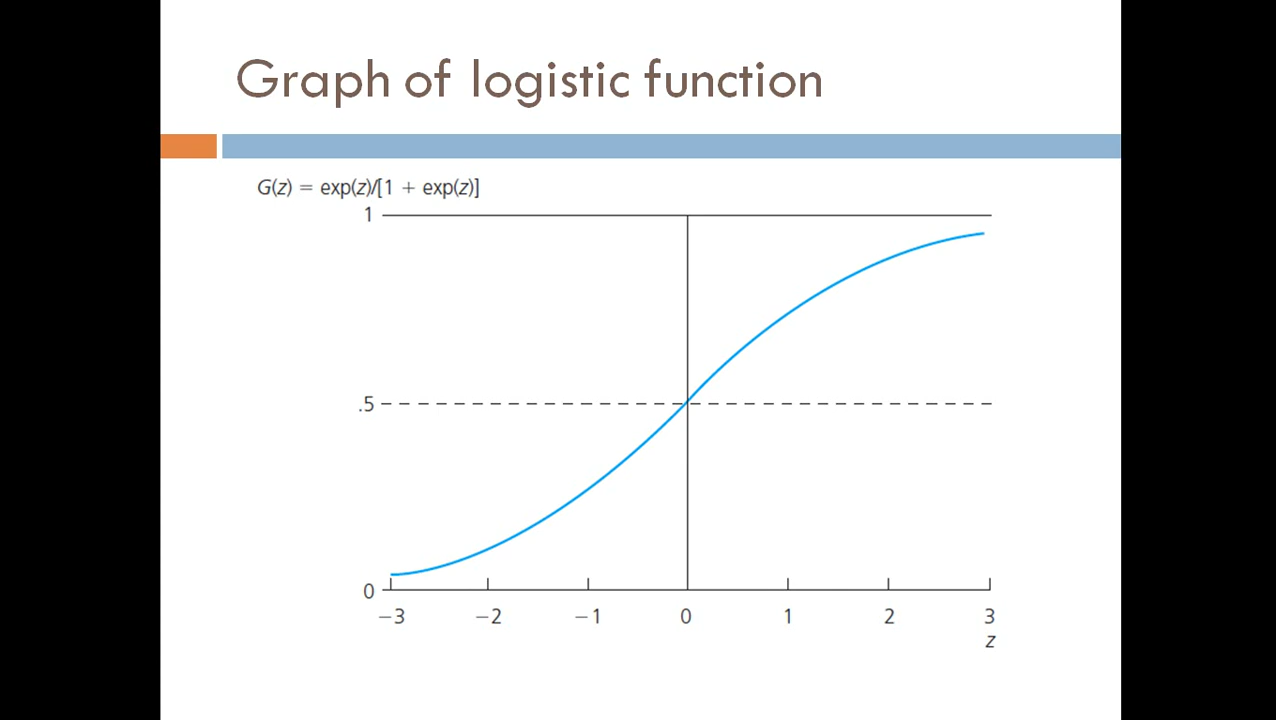 Graph of logistic function
G(z) = exp(z)/[1 + exp(z)]
1
.5
0
−3 −2 −1 0 1 2 3
z